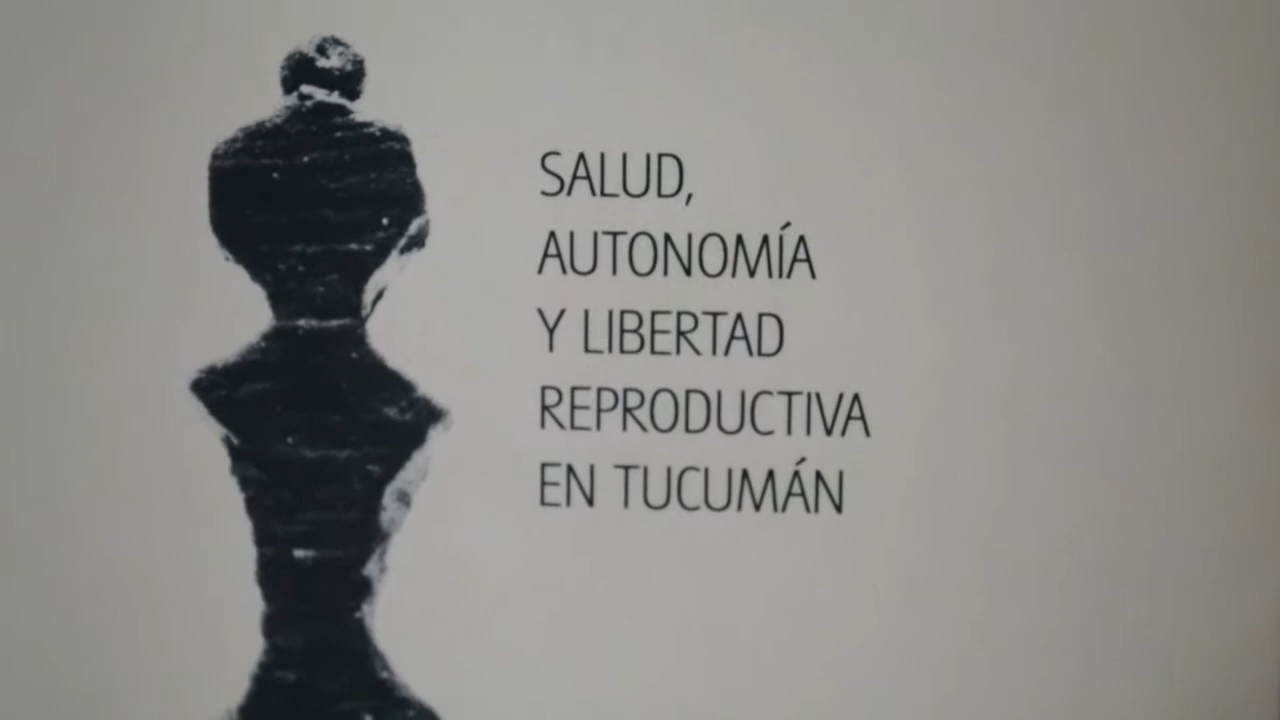 SALUD,
AUTONOMÍA
Y LIBERTAD
REPRODUCTIVA
EN TUCUMÁN